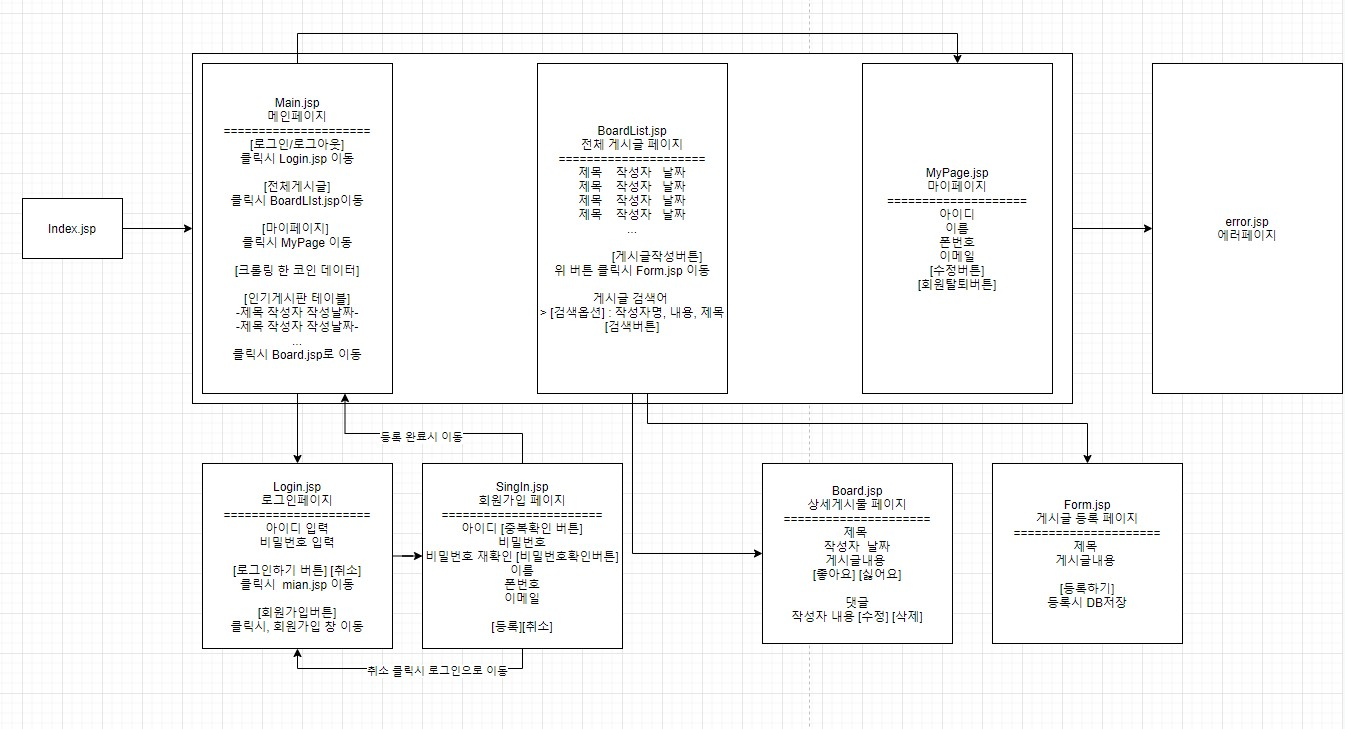 Index.jsp
Main.jsp
메인페이지
=====================
[로그인/로그아웃]
클릭시 Login.jsp 이동
[전체게시글]
클릭시 BoardLIst.jsp이동
[마이페이지]
클릭시 MyPage 이동
[크롤링 한 코인 데이터]
[인기게시판 테이블]
-제목 작성자 작성날짜-
-제목 작성자 작성날짜-
...
클릭시 Board.jsp로 이동
BoardList.jsp
전체 게시글 페이지
=====================
제목 작성자 날짜
제목 작성자 날짜
제목 작성자 날짜
제목 작성자 날짜
...
[게시글작성버튼]
위 버튼 클릭시 Form.jsp 이동
게시글 검색어
> [검색옵션] : 작성자명, 내용, 제목
[검색버튼]
MyPage.jsp
마이페이지
====================
아이디
이름
폰번호
이메일
[수정버튼]
[회원탈퇴버튼]
error.jsp
에러페이지
등록 완료시 이동
Login.jsp
로그인페이지
=====================
아이디 입력
비밀번호 입력
[로그인하기 버튼] [취소]
클릭시 mian.jsp 이동
[회원가입버튼]
클릭시, 회원가입 창 이동
SingIn.jsp
회원가입 페이지
=======================
아이디 [중복확인 버튼]
비밀번호
비밀번호 재확인 [비밀번호확인버튼]
이름
폰번호
이메일
[등록][취소]
취소 클릭시 로그인으로 이동
Board.jsp
상세게시물 페이지
=====================
제목
작성자 날짜
게시글내용
[좋아요] [싫어요]
댓글
작성자 내용 [수정] [삭제]
Form.jsp
게시글 등록 페이지
=====================
제목
게시글내용
[등록하기]
등록시 DB저장